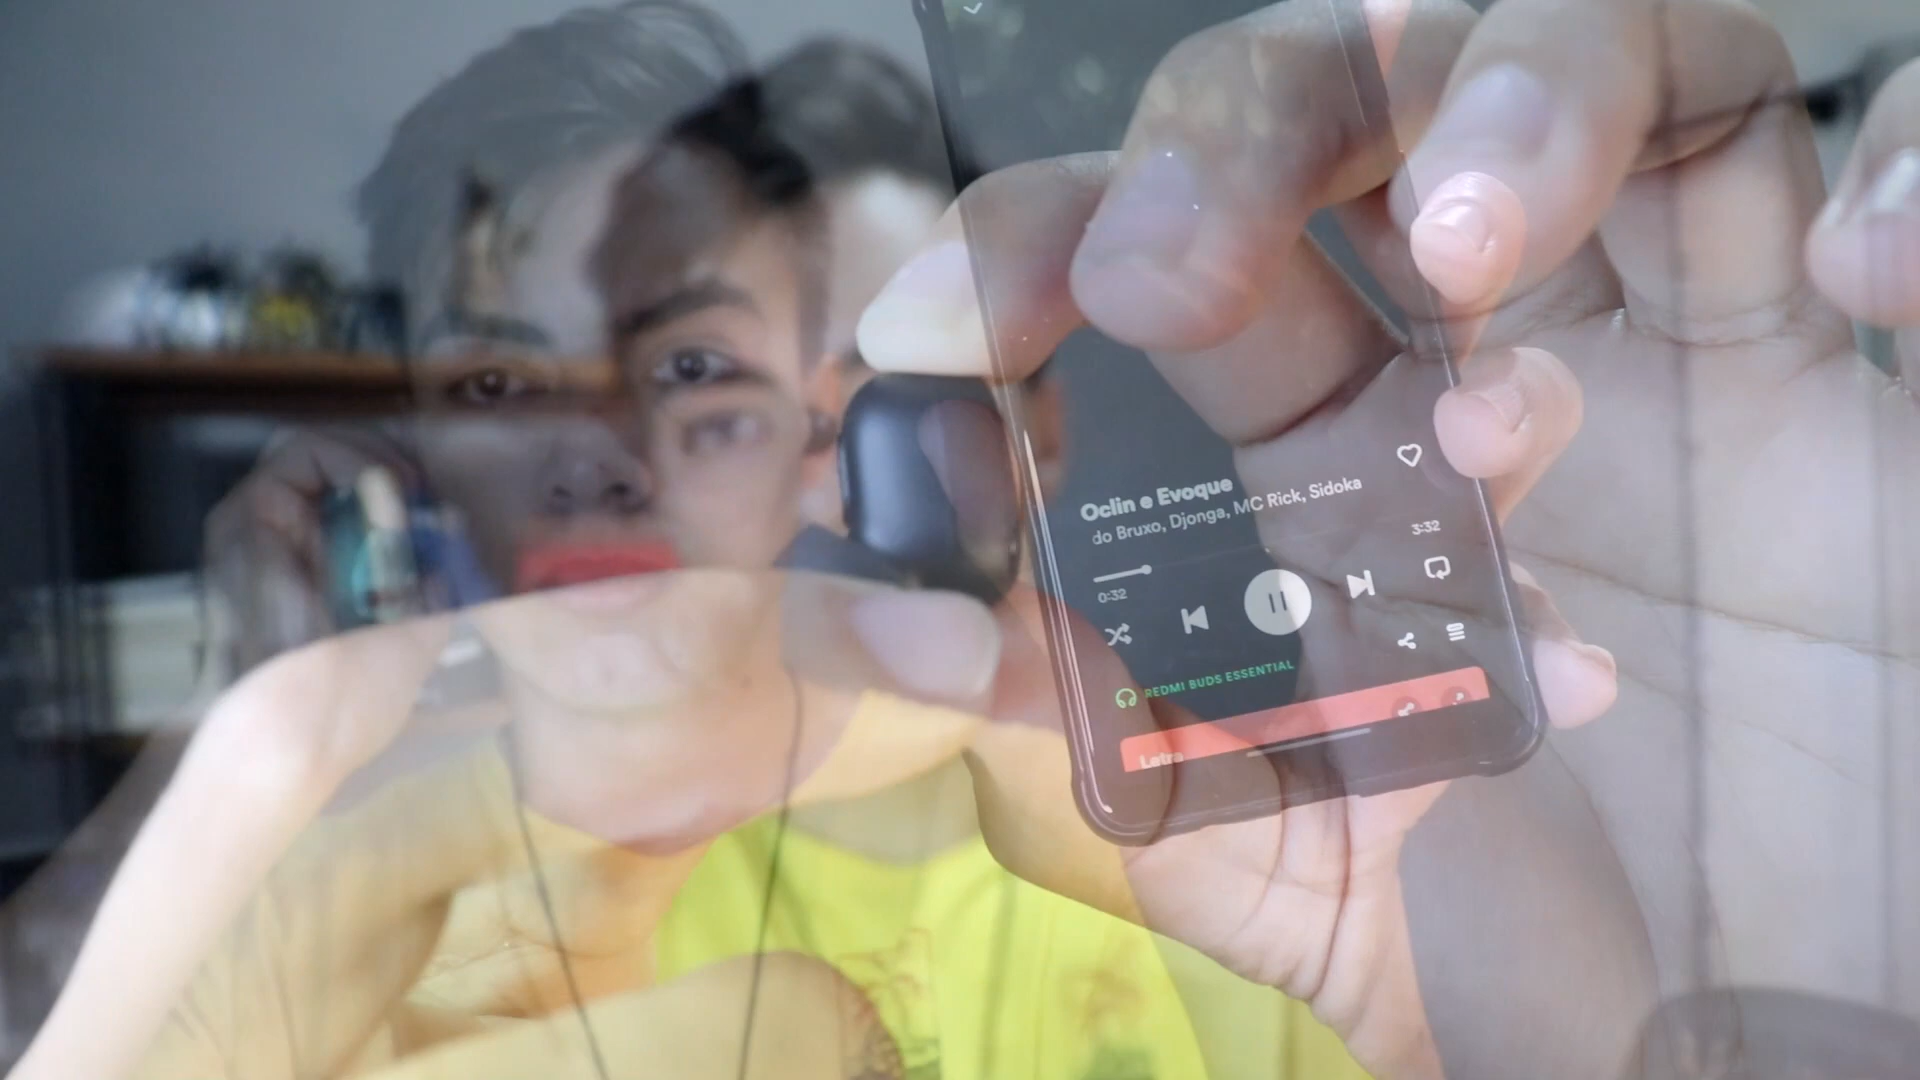 Oclin e Evoque
do Bruxo, Djonga, MC Rick, Sidoka
3:32
0:32
REDMI BUDS ESSENTIAL
Letra